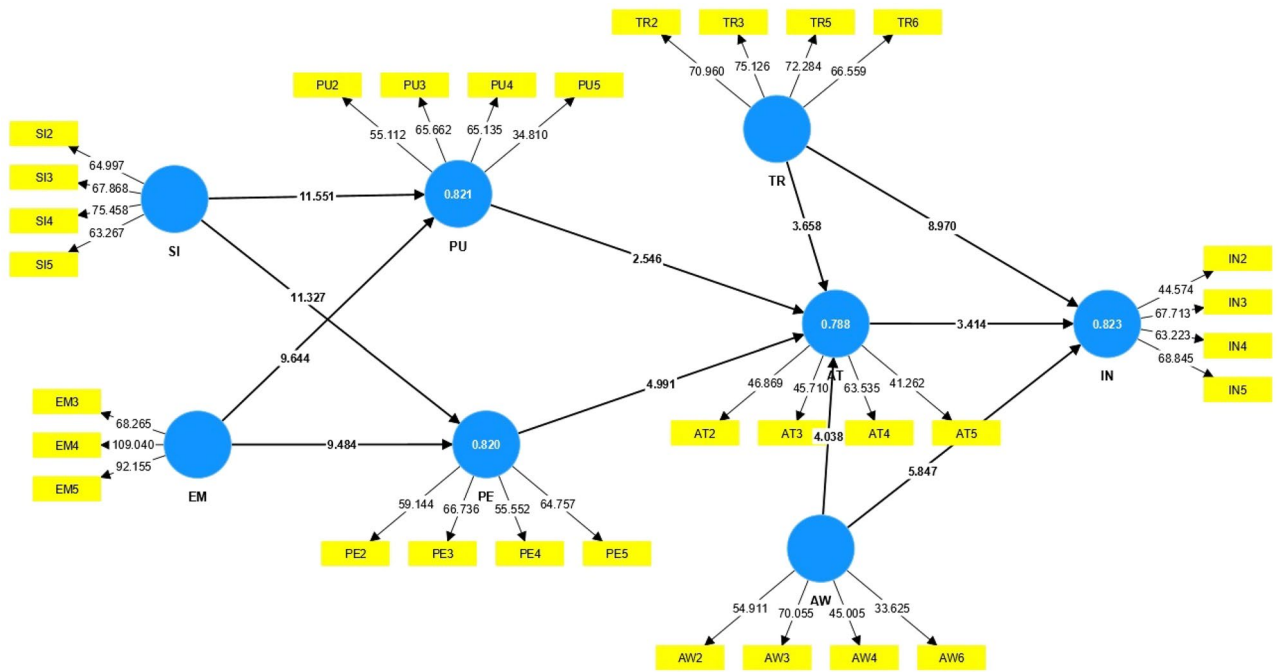 TR2 TR3 TR5 TR6
70.960 75.126 72.284 66.559
TR
PU2 PU3 PU4 PU5
55.112 65.662 65.135 34.810
0.821
PU
SI2
SI3
SI4
SI5
64.997
67.868
75.458
63.267
SI
11.551
11.327
9.644
9.484
EM3
EM4
EM5
68.265
109.040
92.155
EM
0.820
PE
59.144 66.736 55.552 64.757
PE2 PE3 PE4 PE5
2.546
4.991
3.658
8.970
0.788
AT
3.414
46.869 45.710 63.535 41.262
AT2 AT3 AT4 AT5
4.038
5.847
0.823
IN
44.574
67.713
63.223
68.845
IN2
IN3
IN4
IN5
AW
54.911 70.055 45.005 33.625
AW2 AW3 AW4 AW6